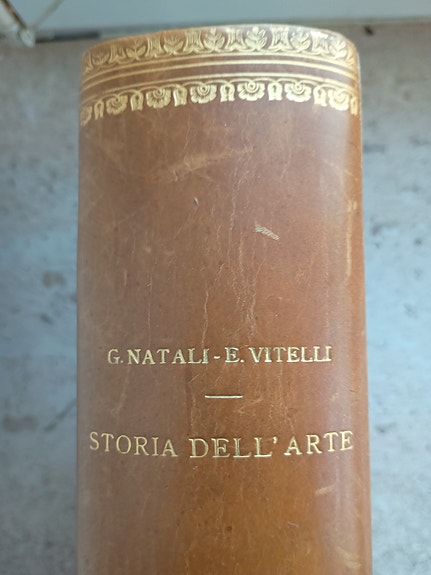 G. NATALI - E. VITELLI
STORIA DELL'ARTE